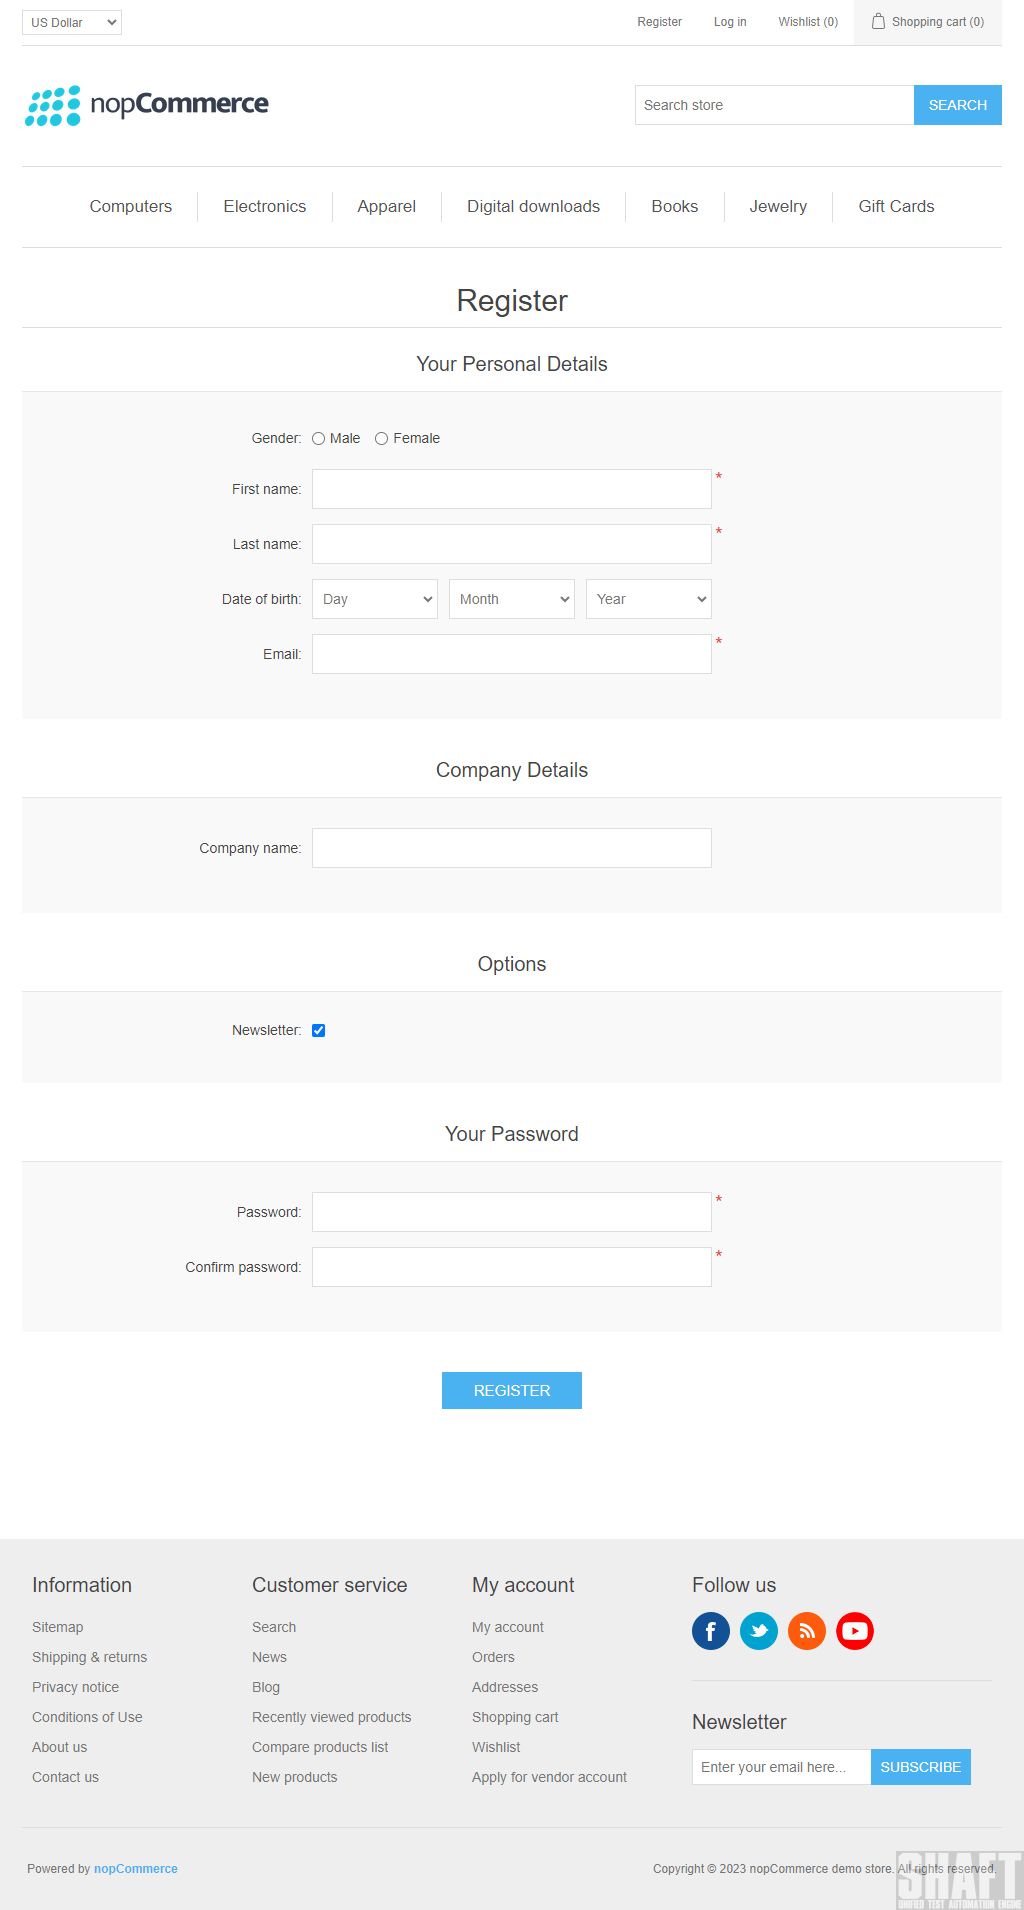 US Dollar Register Log in Wishlist (0) Shopping cart (0)
nopCommerce Search store SEARCH
Computers Electronics Apparel Digital downloads Books Jewelry Gift Cards
Register
Your Personal Details
Gender: Male Female
First name: *
Last name: *
Date of birth: Day Month Year
Email: *
Company Details
Company name:
Options
Newsletter:
Your Password
Password: *
Confirm password: *
REGISTER
Information Customer service My account Follow us
Sitemap Search My account
Shipping & returns News Orders
Privacy notice Blog Addresses
Conditions of Use Recently viewed products Shopping cart Newsletter
About us Compare products list Wishlist
Enter your email here... SUBSCRIBE
Contact us New products Apply for vendor account
Powered by nopCommerce Copyright © 2023 nopCommerce demo store. All rights reserved.
SHAFT
UNIFIED TEST AUTOMATION ENGINE